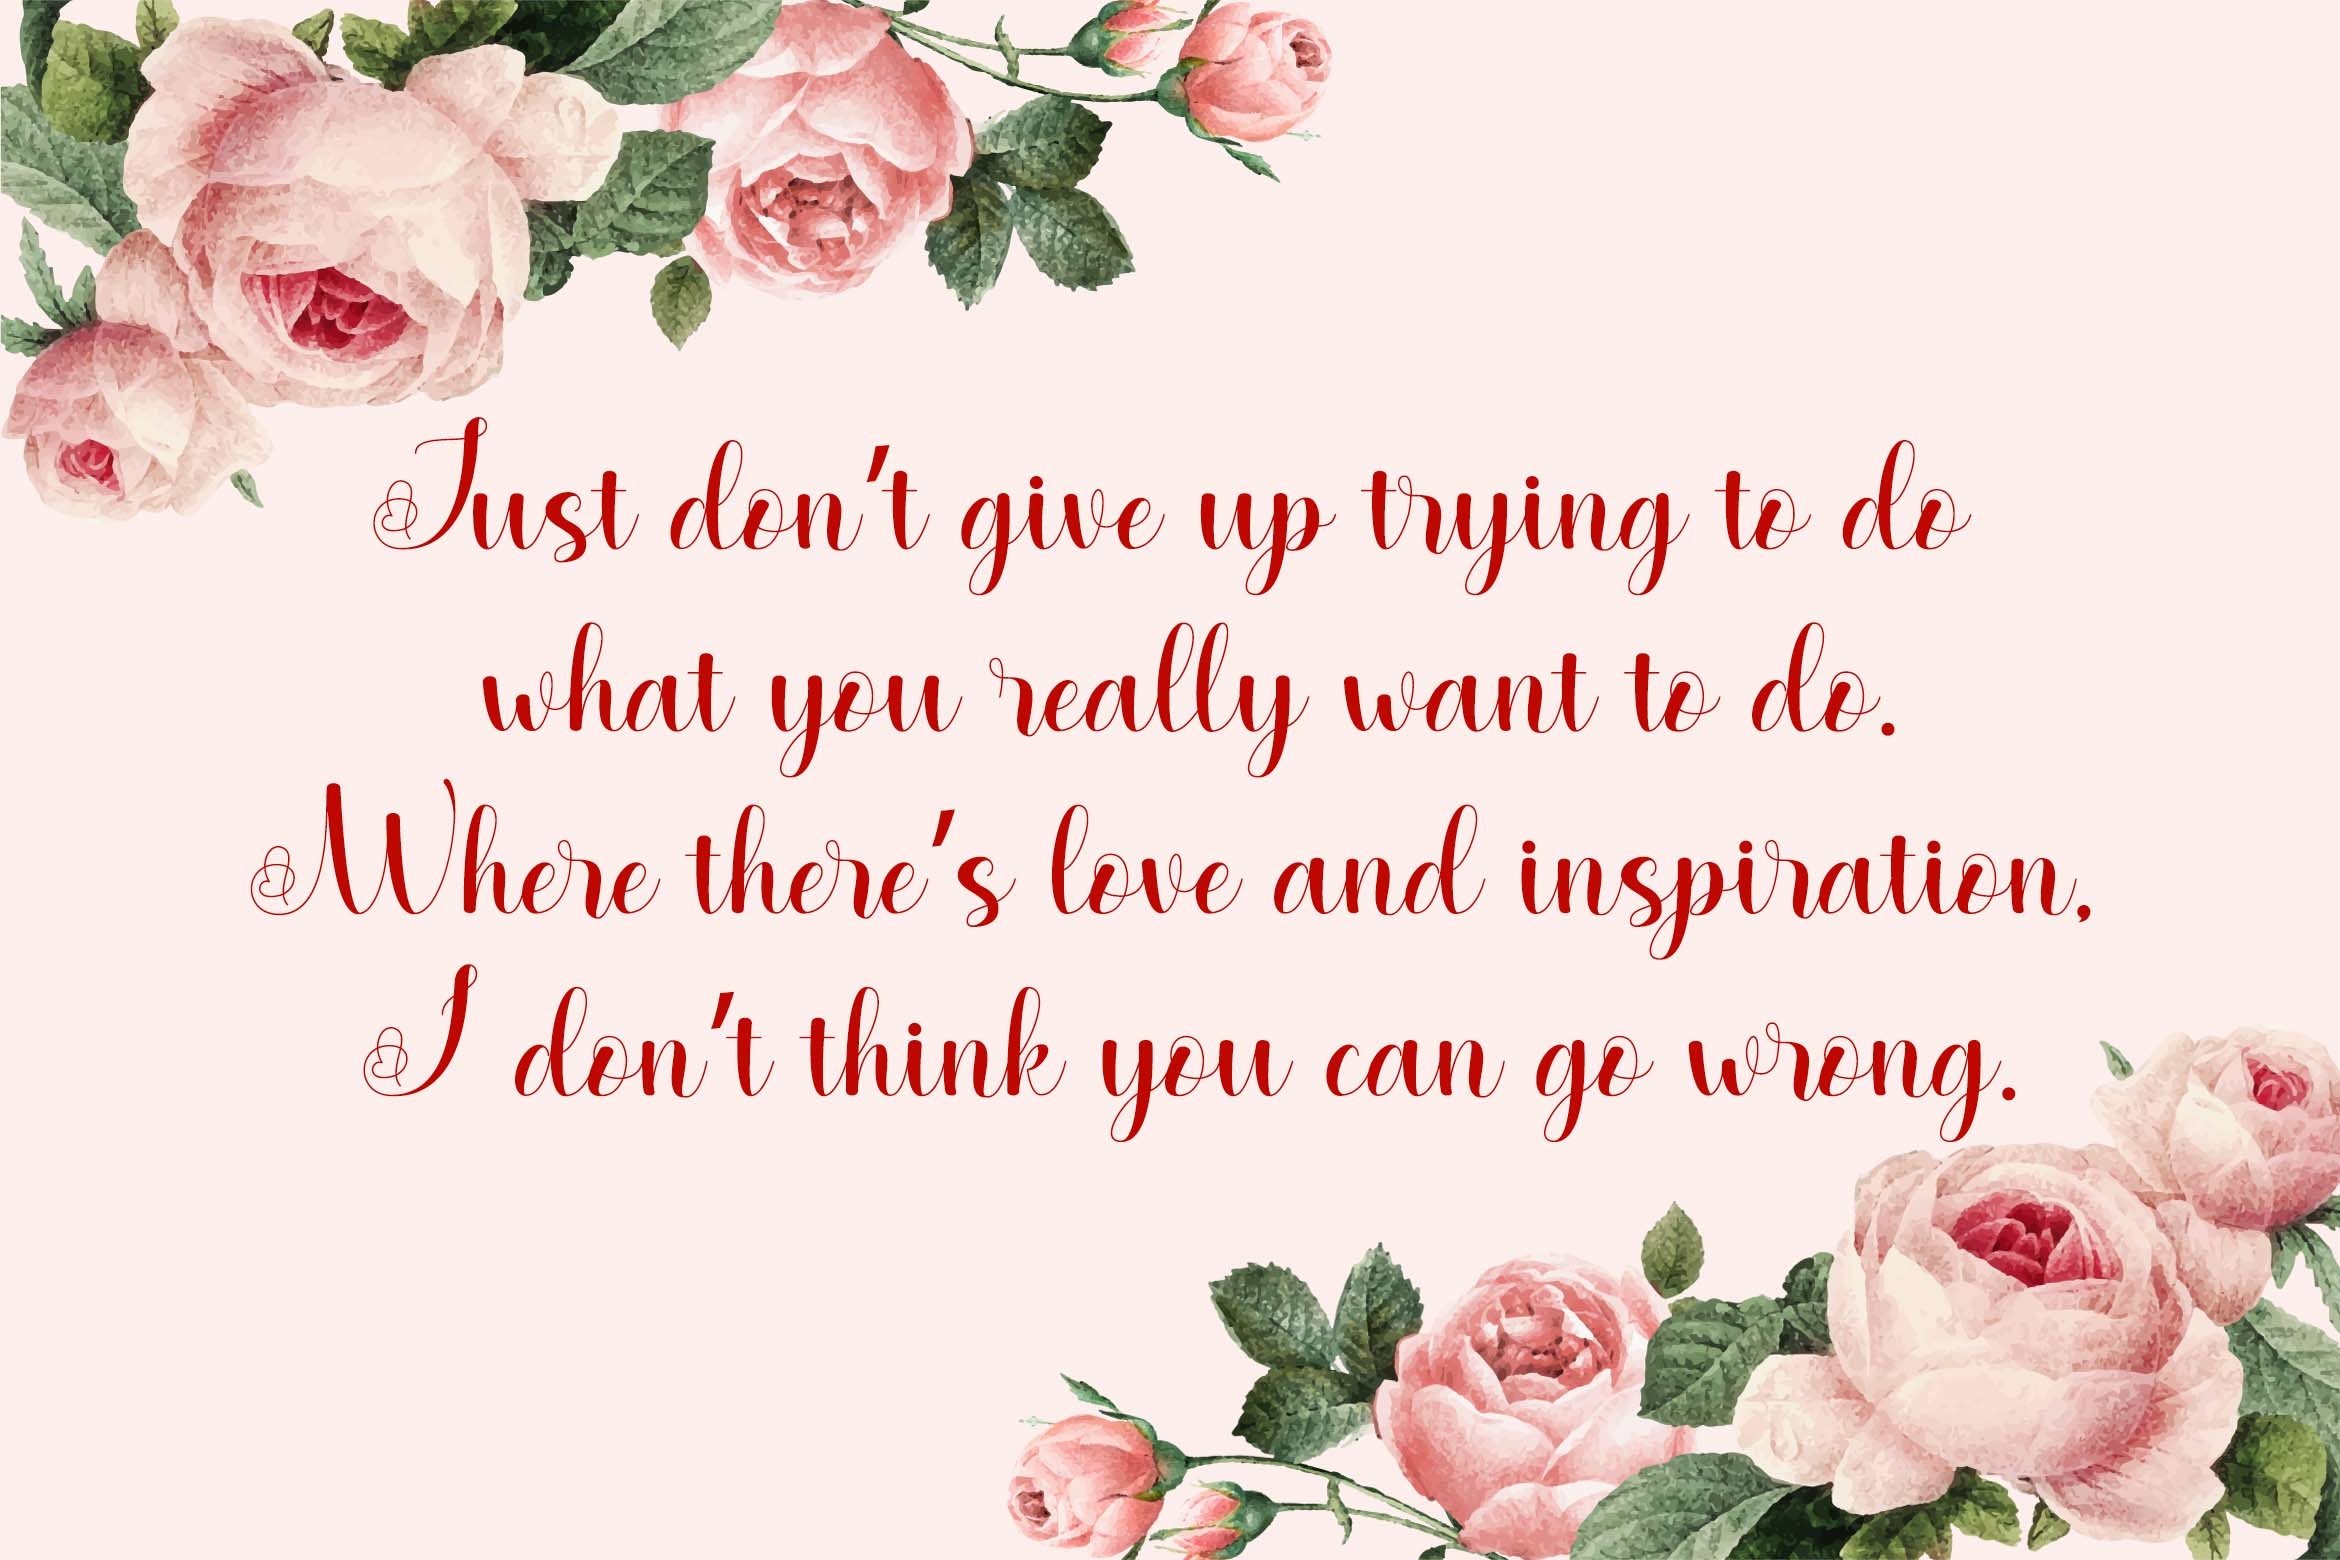 Just don't give up trying to do
what you really want to do.
Where there's love and inspiration,
I don't think you can go wrong.